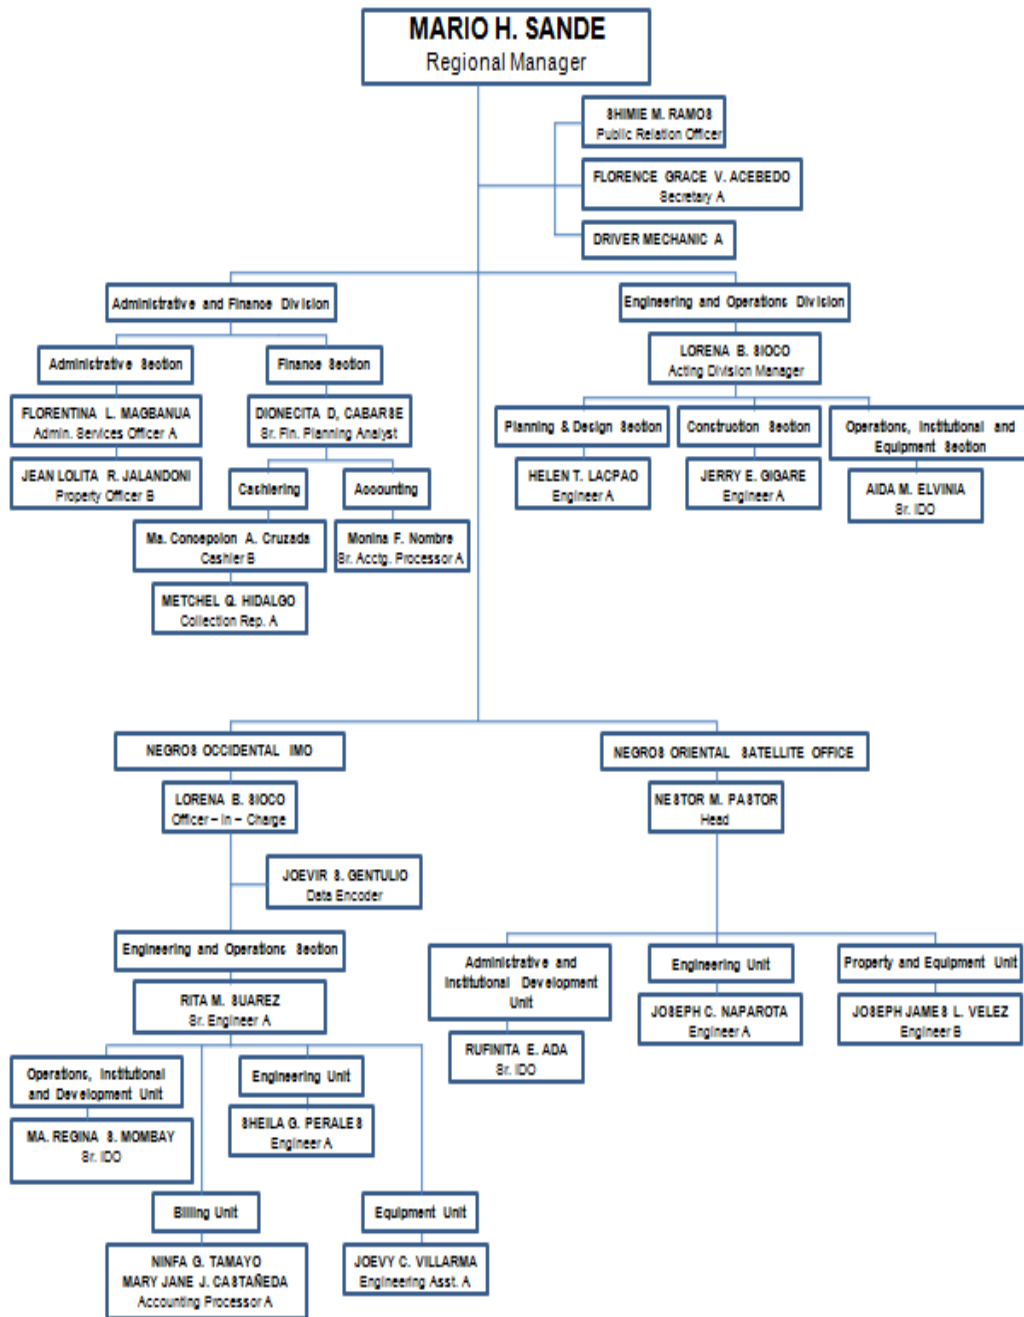 MARIO H. SANDE
Regional Manager
SHIMIE M. RAMOS
Public Relation Officer
FLORENCE GRACE V. ACEBEDO
Secretary A
DRIVER MECHANIC A
Administrative and Finance Division
Engineering and Operations Division
Administrative Section
Finance Section
LORENA B. SIOCO
Acting Division Manager
FLORENTINA L. MAGBANUA
Admin. Services Officer A
DIONECITA D, CABARSE
Sr. Fin. Planning Analyst
Planning & Design Section
Construction Section
Operations, Institutional and
Equipment Section
JEAN LOLITA R. JALANDONI
Property Officer B
Cashiering
Accounting
HELEN T. LACPAO
Engineer A
JERRY E. GIGARE
Engineer A
AIDA M. ELVINIA
Sr. IDO
Ma. Concepcion A. Cruzada
Cashier B
Monina F. Nombre
Sr. Acctg. Processor A
METCHEL Q. HIDALGO
Collection Rep. A
NEGROS OCCIDENTAL IMO
NEGROS ORIENTAL SATELLITE OFFICE
LORENA B. SIOCO
Officer – In – Charge
NESTOR M. PASTOR
Head
JOEVIR S. GENTULIO
Data Encoder
Engineering and Operations Section
Administrative and
Institutional Development
Unit
Engineering Unit
Property and Equipment Unit
RITA M. SUAREZ
Sr. Engineer A
JOSEPH C. NAPAROTA
Engineer A
JOSEPH JAMES L. VELEZ
Engineer B
RUFINITA E. ADA
Sr. IDO
Operations, Institutional
and Development Unit
Engineering Unit
MA. REGINA S. MOMBAY
Sr. IDO
SHEILA G. PERALES
Engineer A
Billing Unit
Equipment Unit
NINFA G. TAMAYO
MARY JANE J. CASTAÑEDA
Accounting Processor A
JOEVY C. VILLARMA
Engineering Asst. A